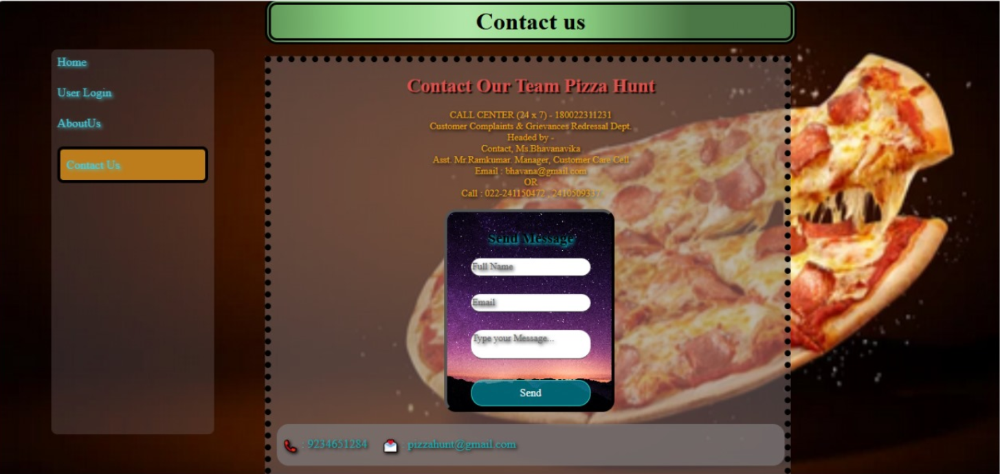 Contact us
Home
User Login
AboutUs
Contact Us
Contact Our Team Pizza Hunt
CALL CENTER (24 x 7) - 180022311231
Customer Complaints & Grievances Redressal Dept.
Headed by -
Contact, Ms.Bhavanavika
Asst. Mr.Ramkumar. Manager, Customer Care Cell
Email : bhavana@gmail.com
OR
Call : 022-241150472 ,
Send Message
Full Name
Email
Type your Message...
Send
: 9234651284
: pizzahunt@gmail.com